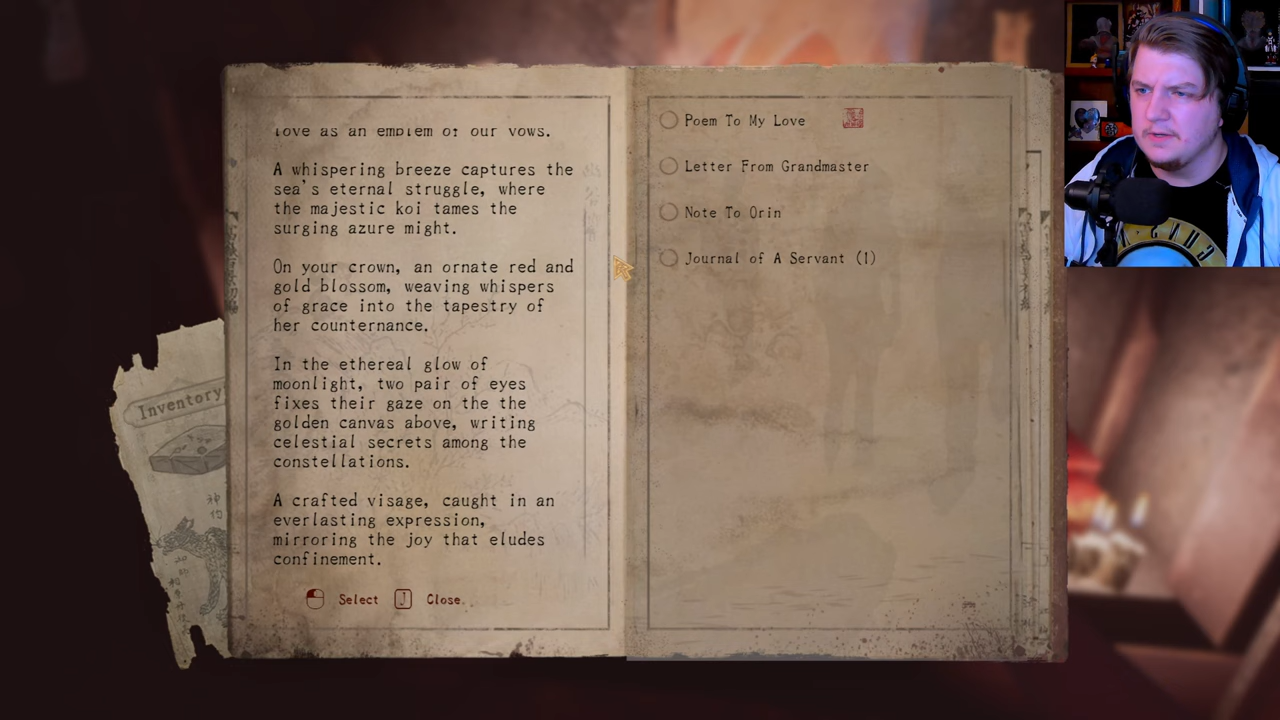 love as an emblem of our vows.
A whispering breeze captures the
sea's eternal struggle, where
the majestic koi tames the
surging azure might.
On your crown, an ornate red and
gold blossom, weaving whispers
of grace into the tapestry of
her counternance.
In the ethereal glow of
moonlight, two pair of eyes
fixes their gaze on the the
golden canvas above, writing
celestial secrets among the
constellations.
A crafted visage, caught in an
everlasting expression,
mirroring the joy that eludes
confinement.
Select J Close
Poem To My Love
Letter From Grandmaster
Note To Orin
Journal of A Servant (1)
Inventory